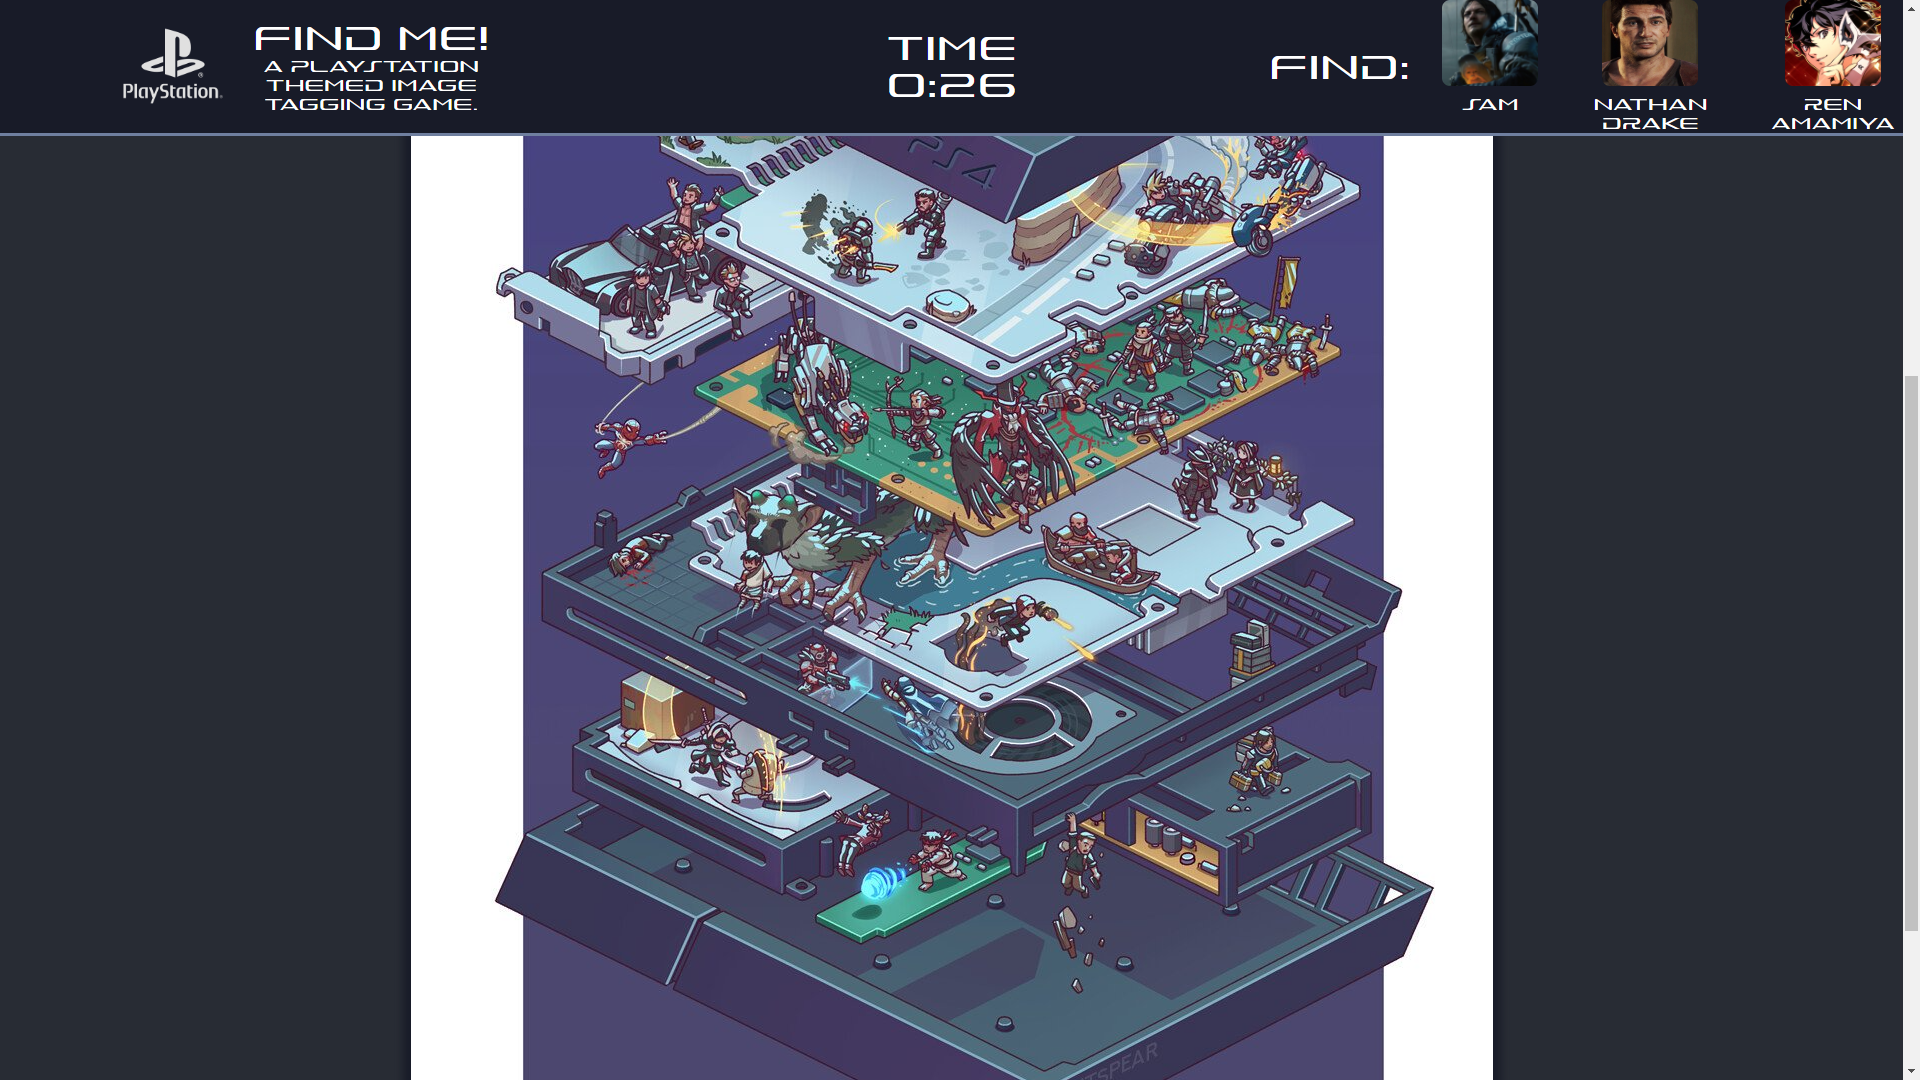 PlayStation.
FIND ME!
A PLAYSTATION
THEMED IMAGE
TAGGING GAME.
TIME
0:26
FIND:
SAM
NATHAN
DRAKE
REN
AMAMIYA
PS4